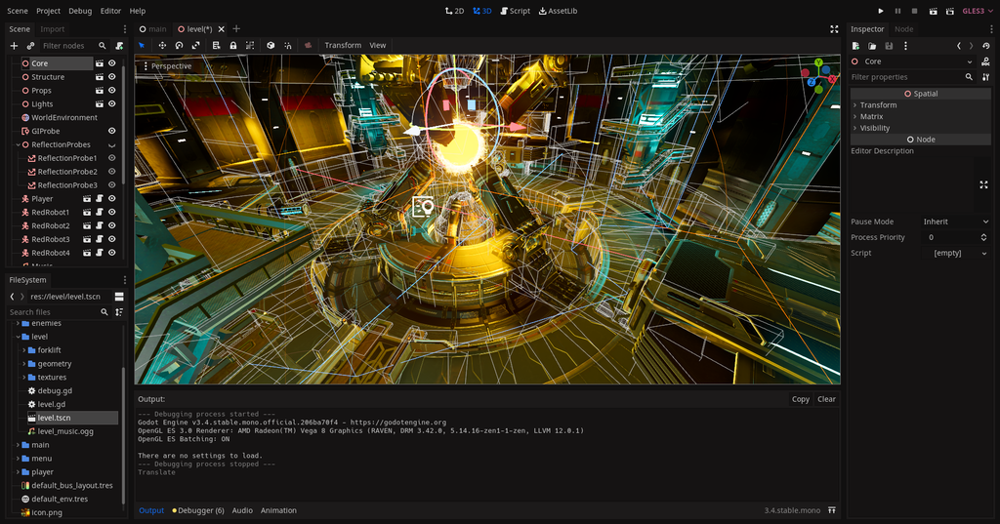 Scene Project Debug Editor Help
2D 3D Script AssetLib
GLES3
Scene Import
Filter nodes
Core
Structure
Props
Lights
WorldEnvironment
GIProbe
ReflectionProbes
ReflectionProbe1
ReflectionProbe2
ReflectionProbe3
Player
RedRobot1
RedRobot2
RedRobot3
RedRobot4
FileSystem
res://level/level.tscn
Search files
enemies
level
forklift
geometry
textures
debug.gd
level.gd
level.tscn
level_music.ogg
main
menu
player
default_bus_layout.tres
default_env.tres
icon.png
main level(*)
Transform View
Perspective
Y
X
Z
Output:
Copy Clear
--- Debugging process started ---
Godot Engine v3.4.stable.mono.official.206ba70f4 - https://godotengine.org
OpenGL ES 3.0 Renderer: AMD Radeon(TM) Vega 8 Graphics (RAVEN, DRM 3.42.0, 5.14.16-zen1-1-zen, LLVM 12.0.1)
OpenGL ES Batching: ON
There are no settings to load.
--- Debugging process stopped ---
Translate
Output Debugger (6) Audio Animation
3.4.stable.mono
Inspector Node
Core
Filter properties
Spatial
Transform
Matrix
Visibility
Node
Editor Description
Pause Mode Inherit
Process Priority 0
Script [empty]